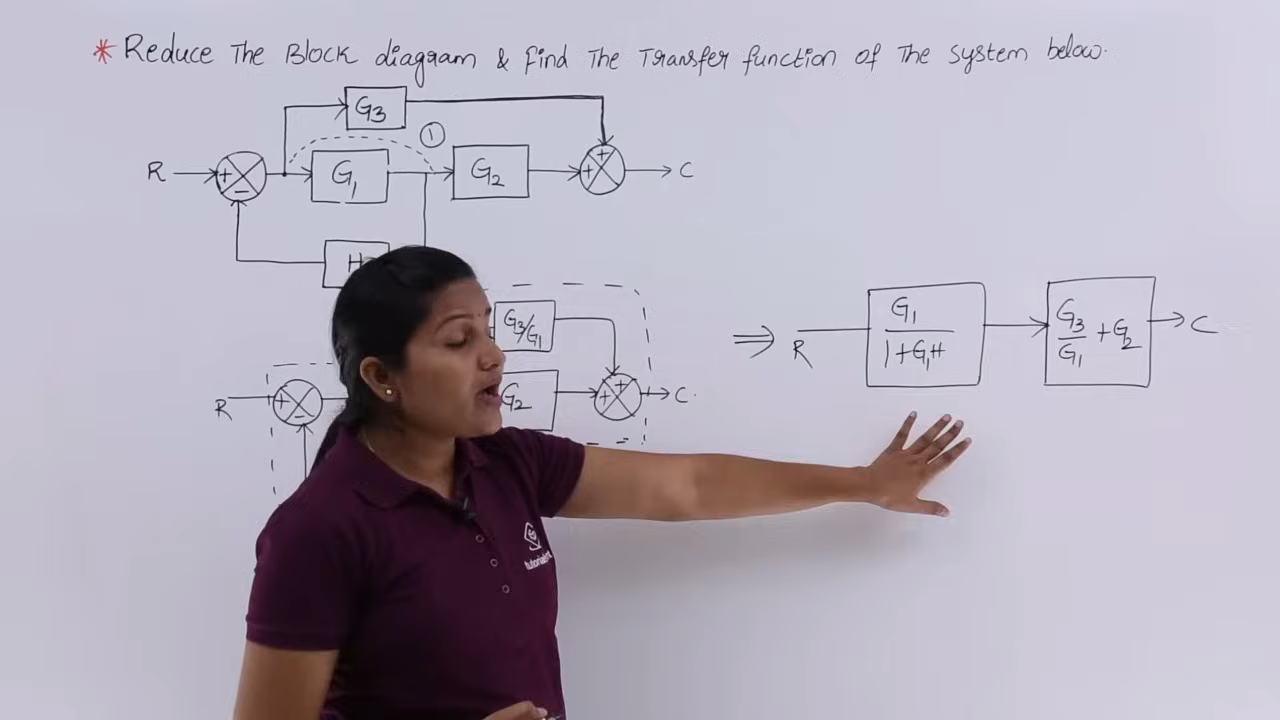 * Reduce The Block diagram & find The Transfer function of The system below.
G3
1
R + − G1 G2 + + C
H
G3/G1
R + − G2 + + C.
⇒ R G1/1+G1H G3/G1 +G2 C